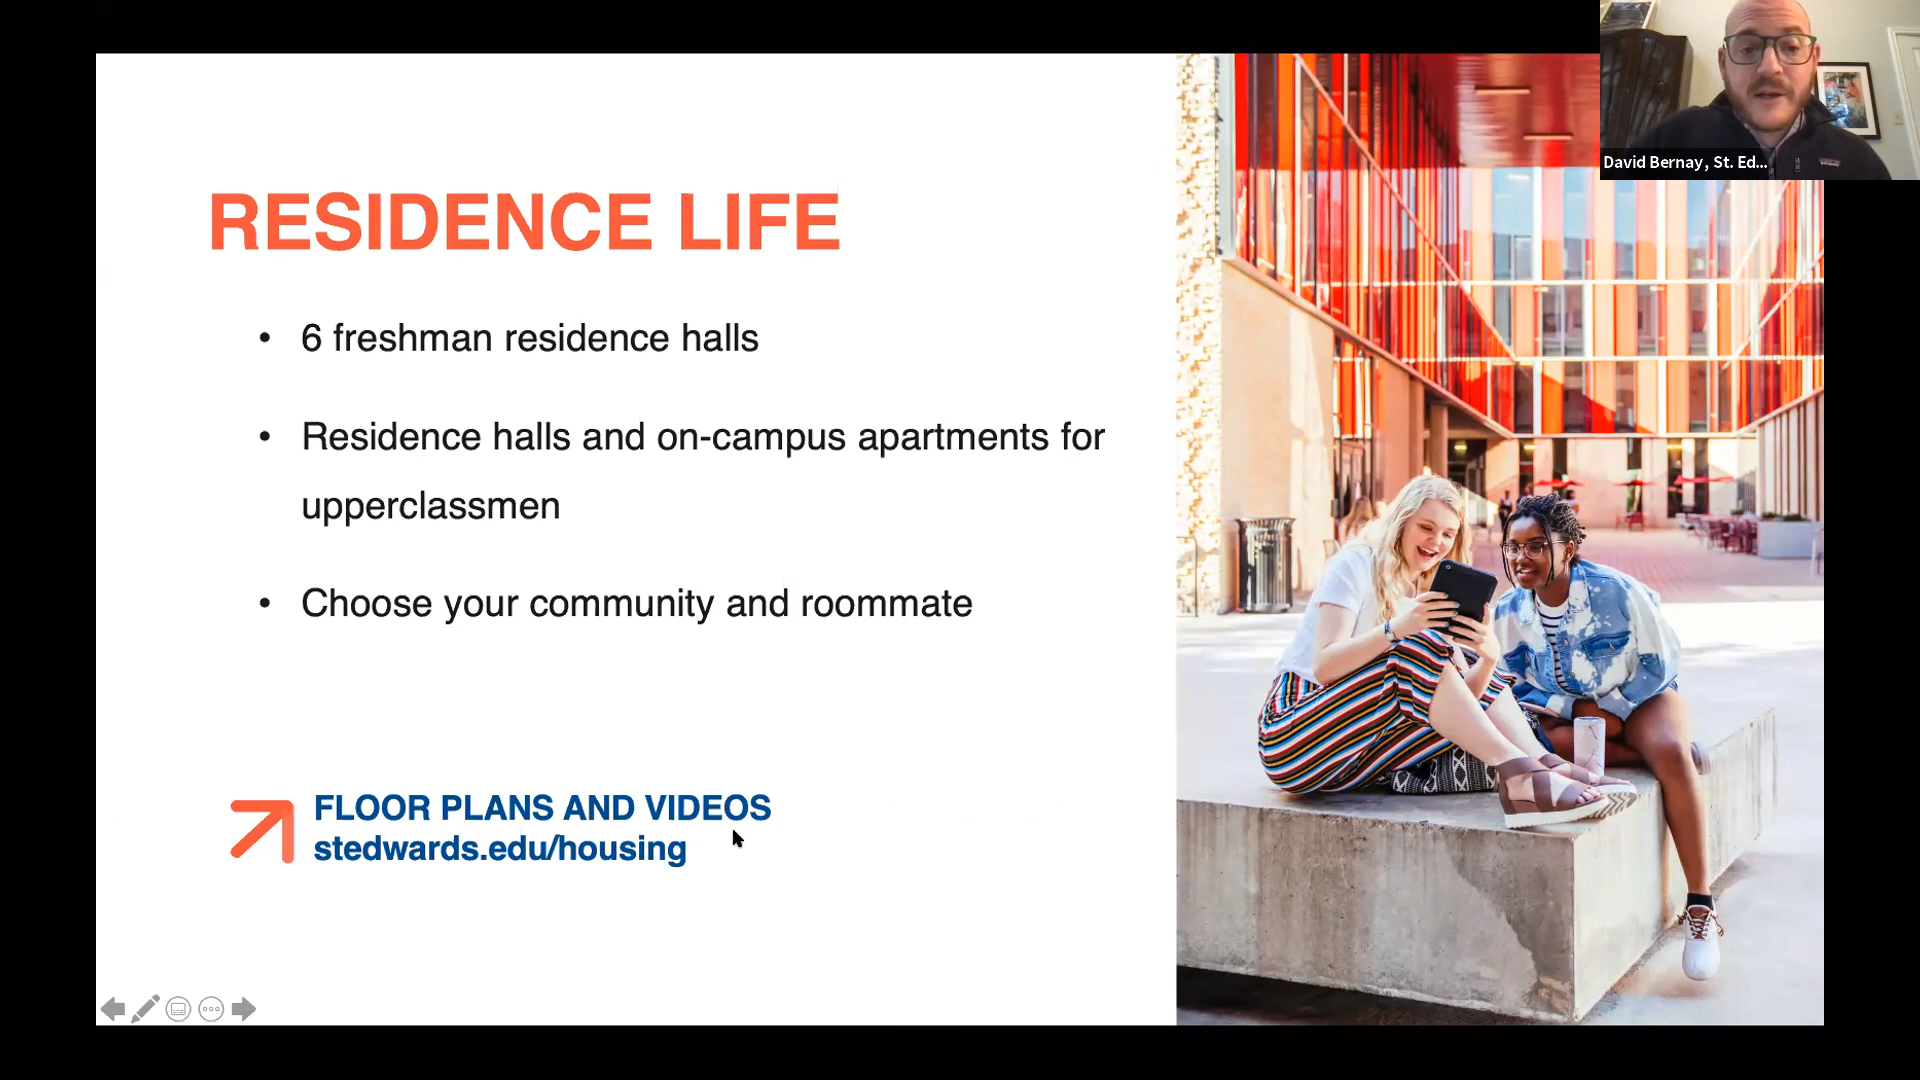 David Bernay, St. Ed...
RESIDENCE LIFE
• 6 freshman residence halls
• Residence halls and on-campus apartments for
upperclassmen
• Choose your community and roommate
FLOOR PLANS AND VIDEOS
stedwards.edu/housing